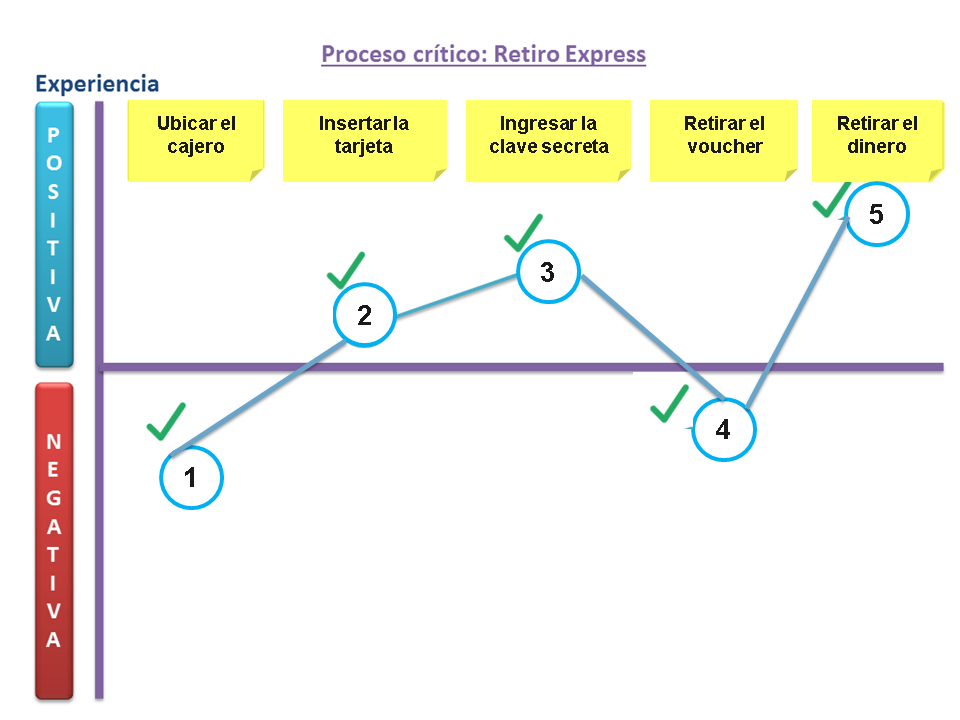 Proceso crítico: Retiro Express
Experiencia
POSITIVA
NEGATIVA
Ubicar el
cajero
Insertar la
tarjeta
Ingresar la
clave secreta
Retirar el
voucher
Retirar el
dinero
1
2
3
4
5